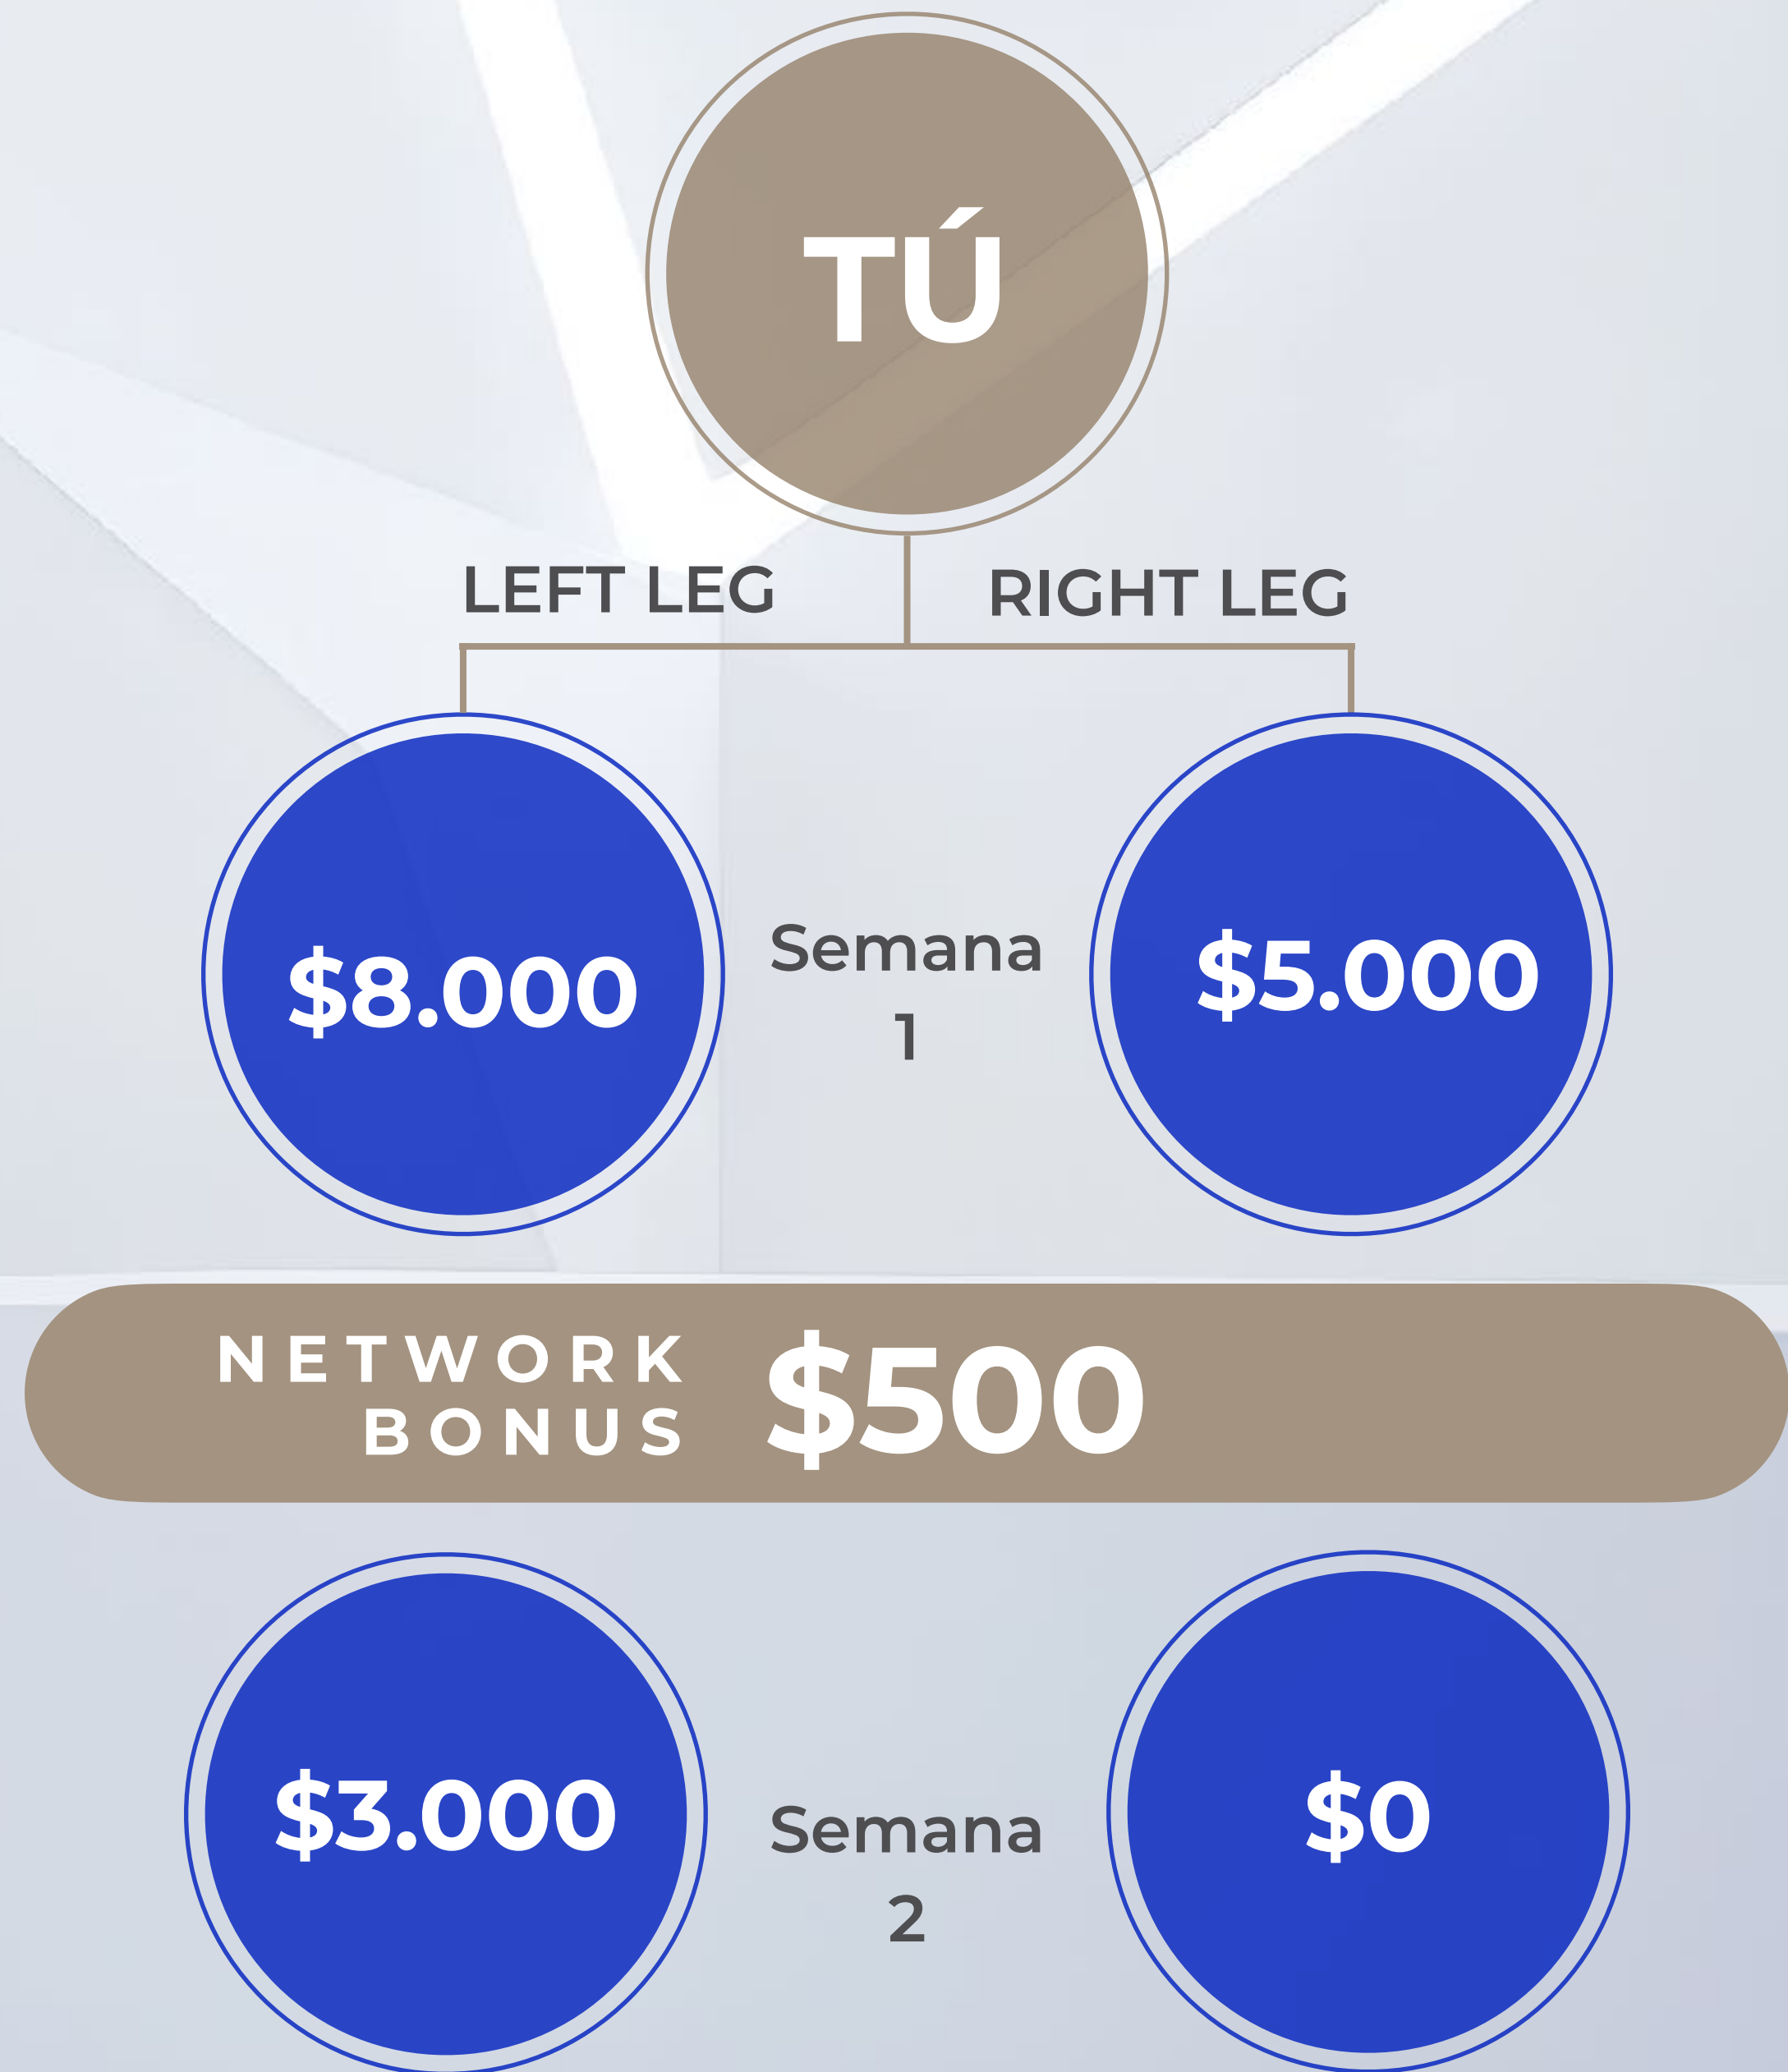 TÚ
LEFT LEG
RIGHT LEG
$8.000
Semana
1
$5.000
NETWORK
BONUS
$500
$3.000
Semana
2
$0